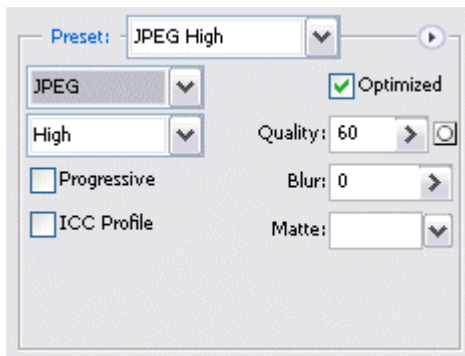 Preset: JPEG High
JPEG Optimized
High Quality: 60
Progressive Blur: 0
ICC Profile Matte: